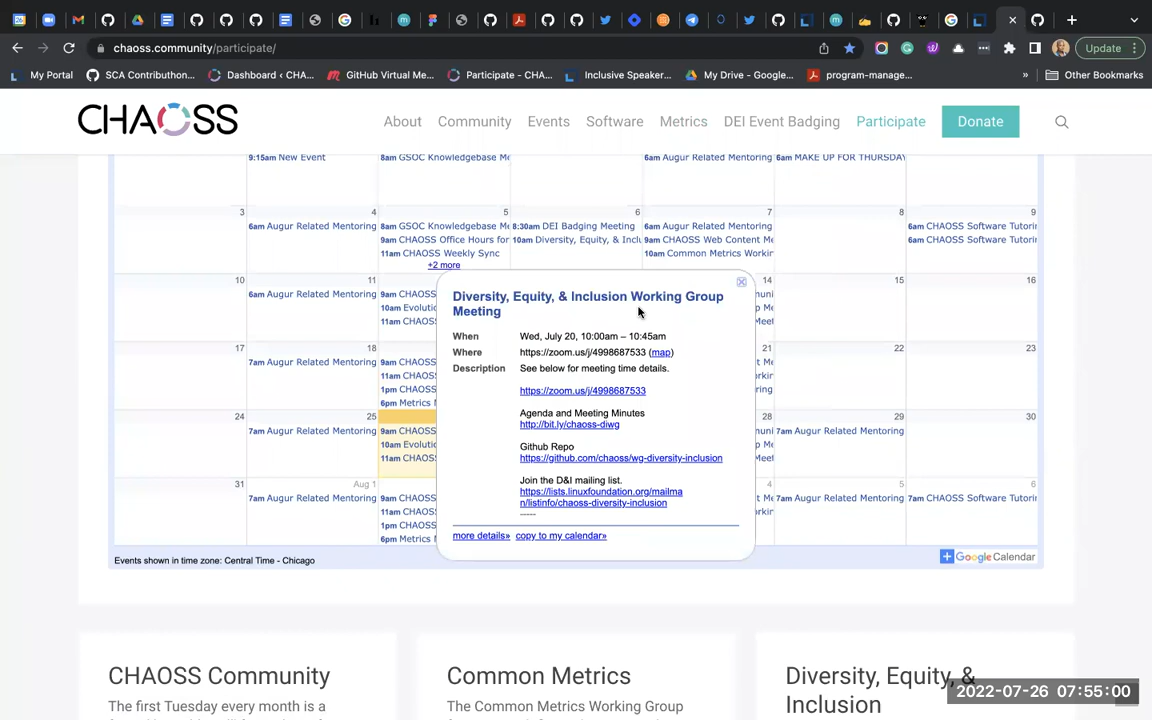 chaoss.community/participate/
Update
My Portal
SCA Contributhon...
Dashboard ‹ CHA...
GitHub Virtual Me...
Participate - CHA...
Inclusive Speaker...
My Drive - Google...
program-manage...
»
Other Bookmarks
CHAOSS
About
Community
Events
Software
Metrics
DEI Event Badging
Participate
Donate
9:15am New Event
8am GSOC Knowledgebase Me
6am Augur Related Mentoring
6am MAKE UP FOR THURSDAY
3 4 5 6 7 8 9
6am Augur Related Mentoring
8am GSOC Knowledgebase Me
8:30am DEI Badging Meeting
6am Augur Related Mentoring
6am CHAOSS Software Tutori
9am CHAOSS Office Hours for
10am Diversity, Equity, & Inclu
9am CHAOSS Web Content Me
6am CHAOSS Software Tutori
11am CHAOSS Weekly Sync
10am Common Metrics Workin
+2 more
10 11 14 15 16
6am Augur Related Mentoring
9am CHAOSS
10am Evolution
11am CHAOSS
17 18 21 22 23
7am Augur Related Mentoring
9am CHAOSS
11am CHAOSS
1pm CHAOSS
6pm Metrics M
24 25 28 29 30
7am Augur Related Mentoring
9am CHAOSS
7am Augur Related Mentoring
10am Evolution
11am CHAOSS
31 Aug 1 4 5 6
7am Augur Related Mentoring
9am CHAOSS
7am Augur Related Mentoring
7am CHAOSS Software Tutori
11am CHAOSS
1pm CHAOSS
6pm Metrics M
Diversity, Equity, & Inclusion Working Group
Meeting
When Wed, July 20, 10:00am – 10:45am
Where https://zoom.us/j/4998687533 (map)
Description See below for meeting time details.
https://zoom.us/j/4998687533
Agenda and Meeting Minutes
http://bit.ly/chaoss-diwg
Github Repo
https://github.com/chaoss/wg-diversity-inclusion
Join the D&I mailing list.
https://lists.linuxfoundation.org/mailma
n/listinfo/chaoss-diversity-inclusion
-----
more details» copy to my calendar»
Events shown in time zone: Central Time - Chicago
Google Calendar
CHAOSS Community
The first Tuesday every month is a
Common Metrics
The Common Metrics Working Group
Diversity, Equity, &
Inclusion
2022-07-26 07:55:00